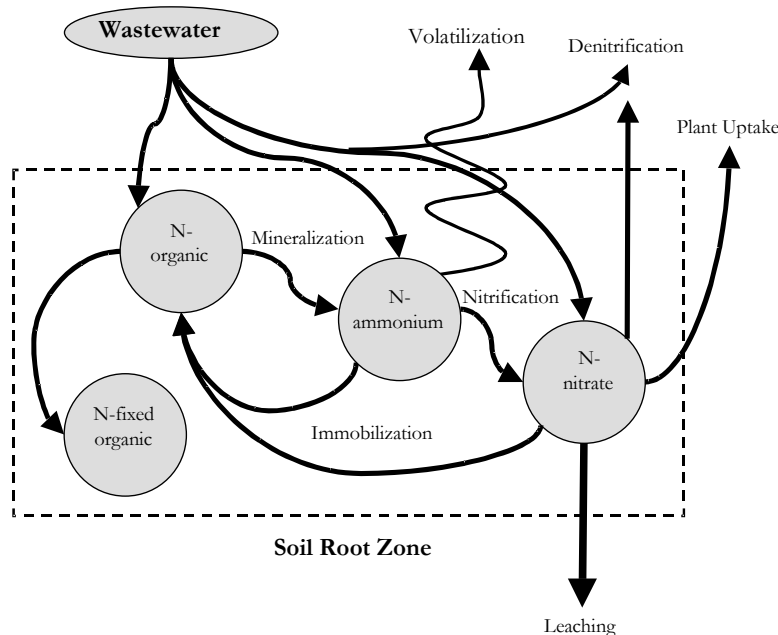 Wastewater
Volatilization
Denitrification
Plant Uptake
N-
organic
Mineralization
N-
ammonium
Nitrification
N-
nitrate
N-fixed
organic
Immobilization
Soil Root Zone
Leaching